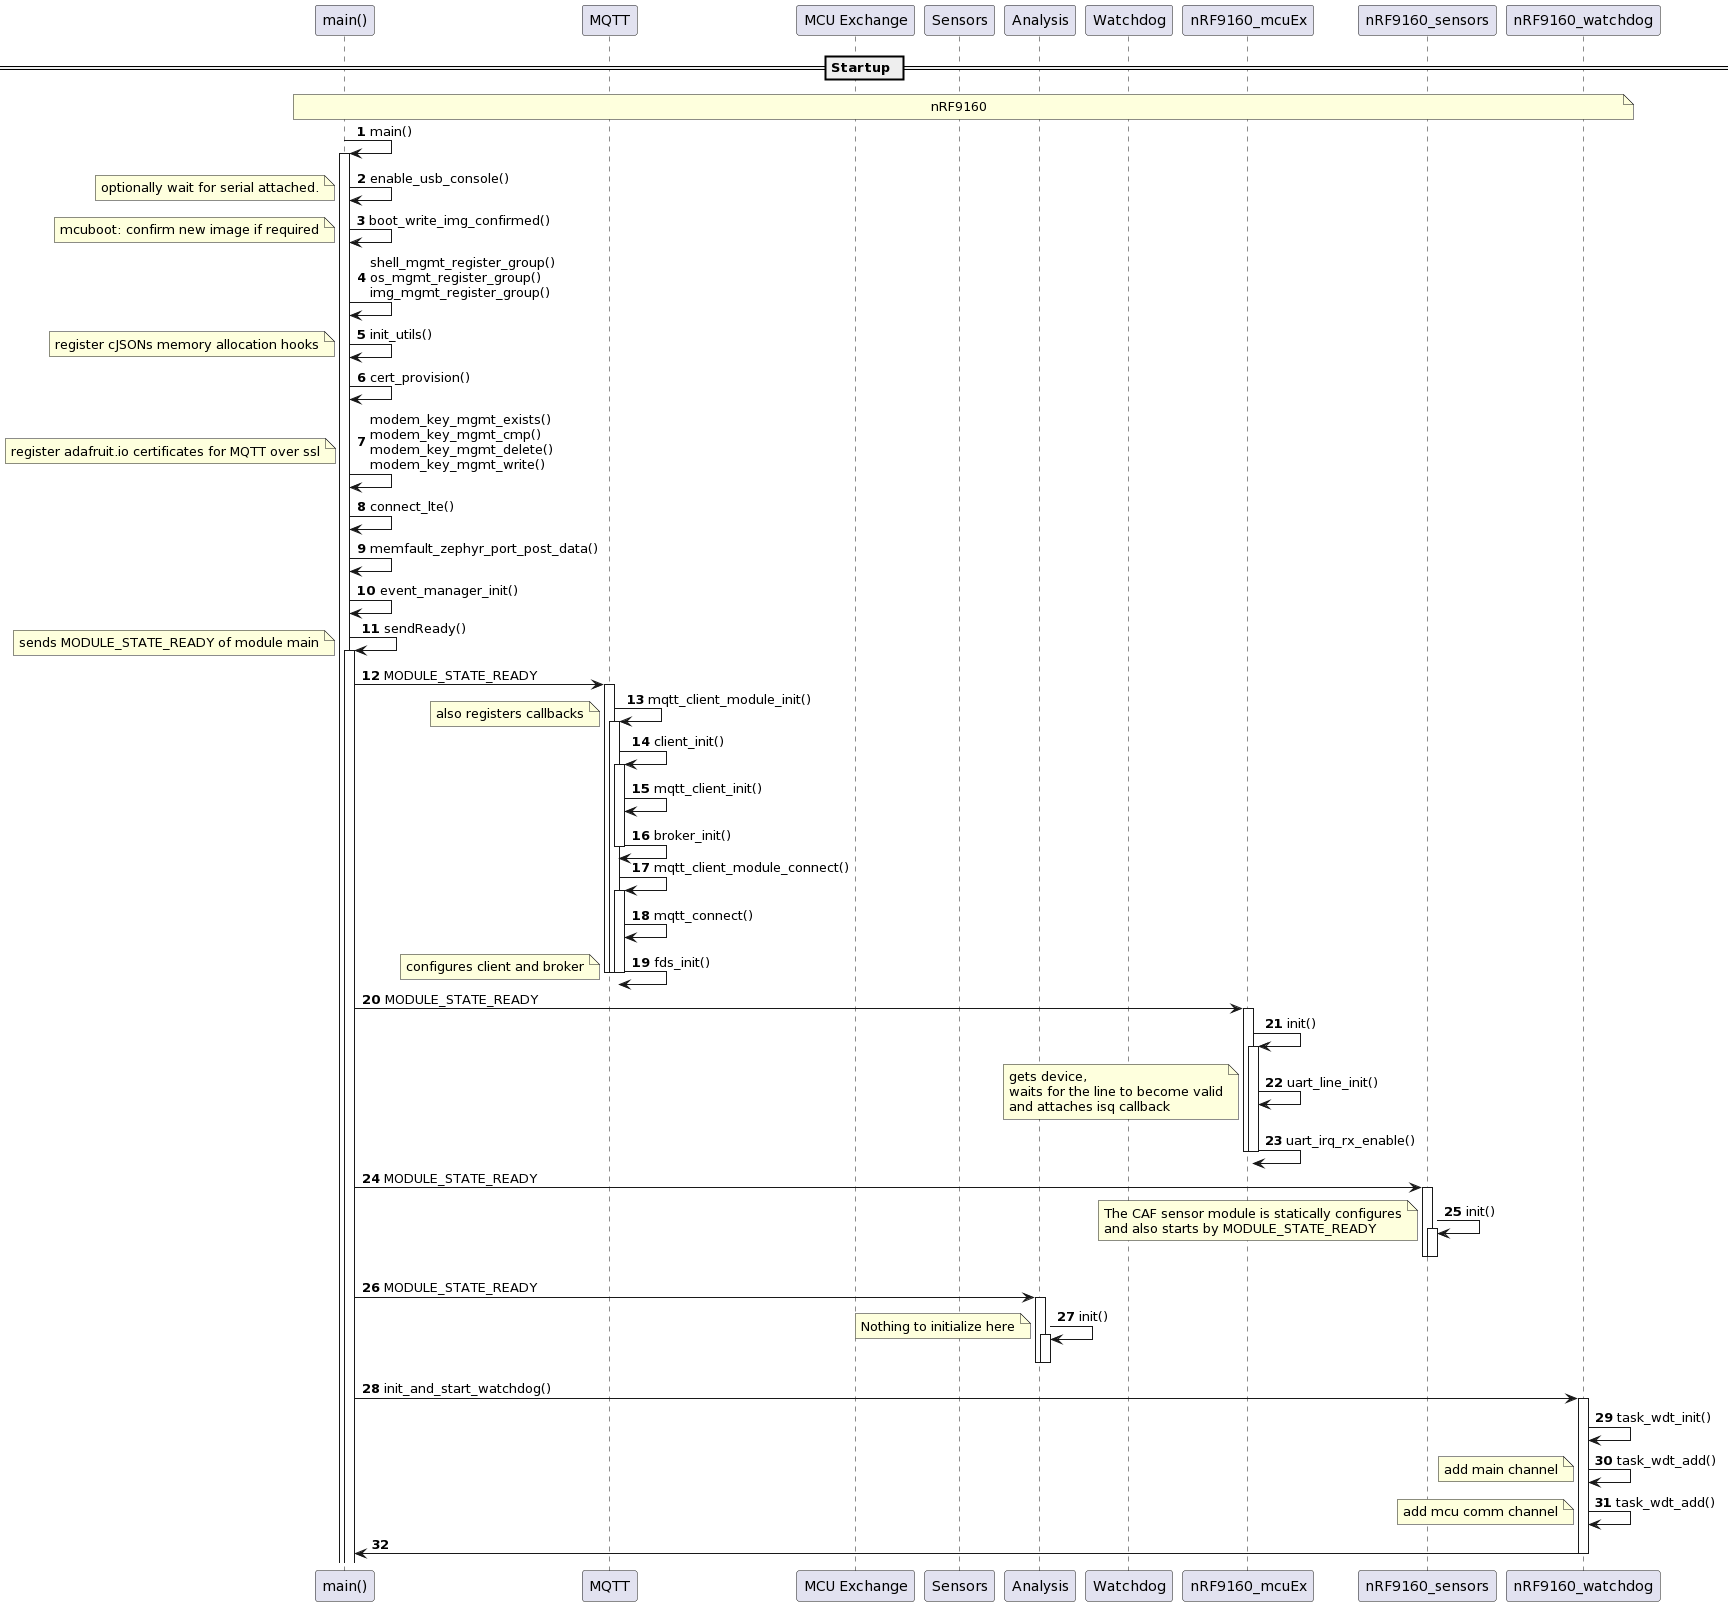 main()
MQTT
MCU Exchange
Sensors
Analysis
Watchdog
nRF9160_mcuEx
nRF9160_sensors
nRF9160_watchdog
Startup
nRF9160
1 main()
optionally wait for serial attached.
2 enable_usb_console()
mcuboot: confirm new image if required
3 boot_write_img_confirmed()
shell_mgmt_register_group()
4 os_mgmt_register_group()
img_mgmt_register_group()
register cJSONs memory allocation hooks
5 init_utils()
6 cert_provision()
register adafruit.io certificates for MQTT over ssl
modem_key_mgmt_exists()
modem_key_mgmt_cmp()
7
modem_key_mgmt_delete()
modem_key_mgmt_write()
8 connect_lte()
9 memfault_zephyr_port_post_data()
10 event_manager_init()
sends MODULE_STATE_READY of module main
11 sendReady()
12 MODULE_STATE_READY
also registers callbacks
13 mqtt_client_module_init()
14 client_init()
15 mqtt_client_init()
16 broker_init()
17 mqtt_client_module_connect()
18 mqtt_connect()
configures client and broker
19 fds_init()
20 MODULE_STATE_READY
21 init()
gets device,
waits for the line to become valid
and attaches isq callback
22 uart_line_init()
23 uart_irq_rx_enable()
24 MODULE_STATE_READY
The CAF sensor module is statically configures
and also starts by MODULE_STATE_READY
25 init()
26 MODULE_STATE_READY
Nothing to initialize here
27 init()
28 init_and_start_watchdog()
29 task_wdt_init()
add main channel
30 task_wdt_add()
add mcu comm channel
31 task_wdt_add()
32
main()
MQTT
MCU Exchange
Sensors
Analysis
Watchdog
nRF9160_mcuEx
nRF9160_sensors
nRF9160_watchdog